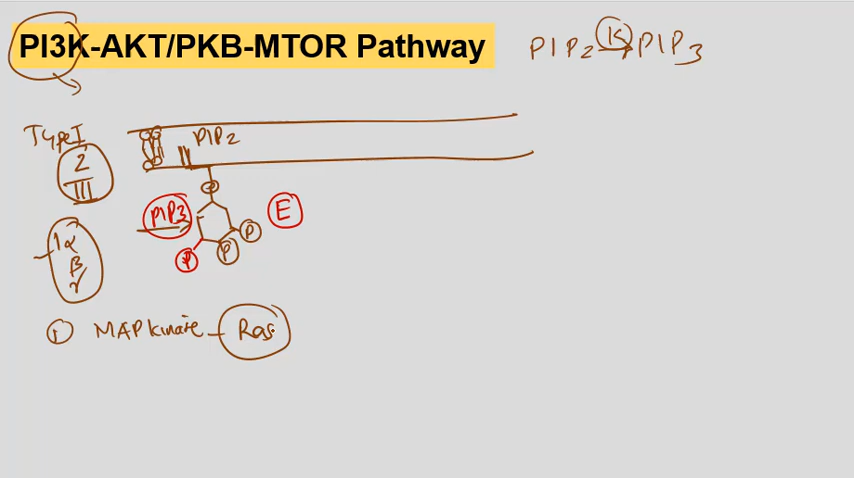 PI3K-AKT/PKB-MTOR Pathway
PIP2 K PIP3
Type I
2
III
PIP2
PIP3
E
P
P
P
1α
β
γ
1 MAP kinase - Ras